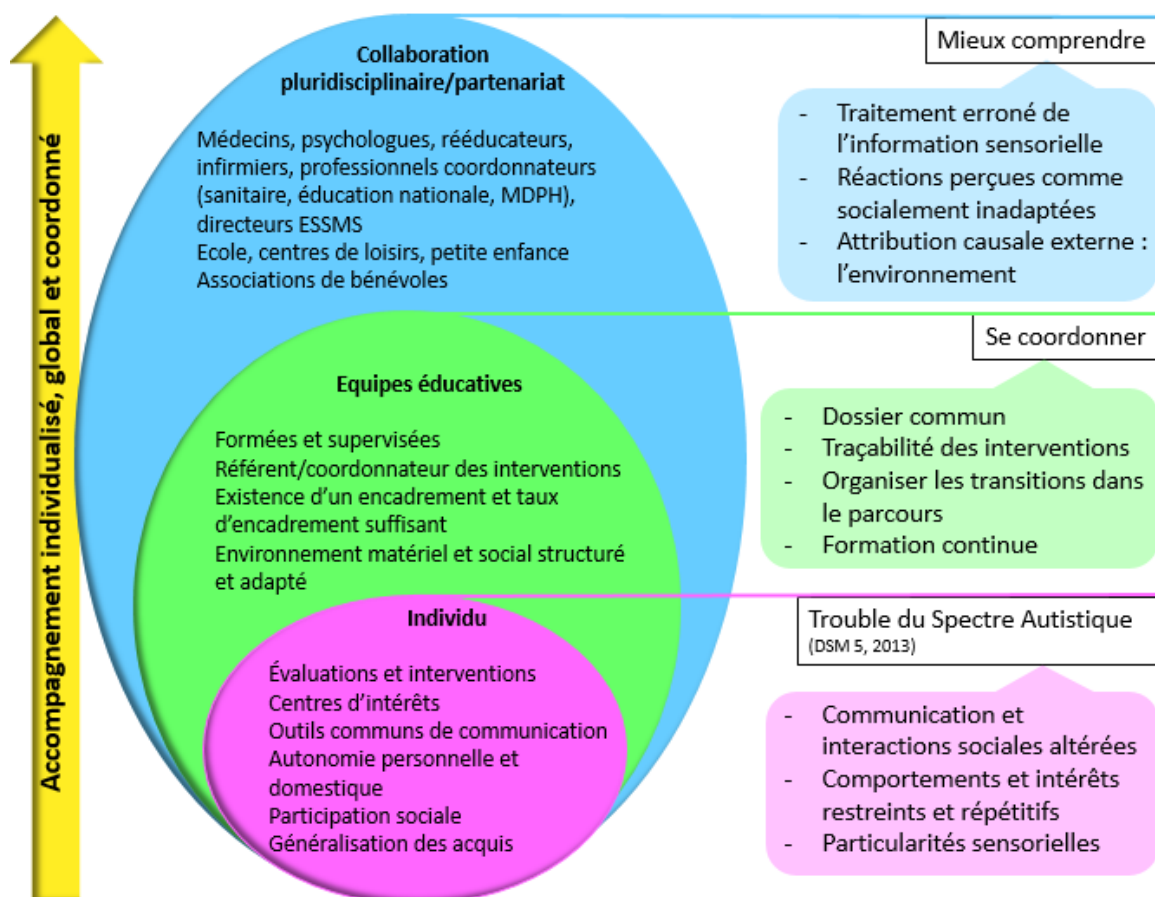 Accompagnement individualisé, global et coordonné
Collaboration
pluridisciplinaire/partenariat
Médecins, psychologues, rééducateurs,
infirmiers, professionnels coordonnateurs
(sanitaire, éducation nationale, MDPH),
directeurs ESSMS
Ecole, centres de loisirs, petite enfance
Associations de bénévoles
Mieux comprendre
- Traitement erroné de
l'information sensorielle
- Réactions perçues comme
socialement inadaptées
- Attribution causale externe :
l'environnement
Equipes éducatives
Formées et supervisées
Référent/coordonnateur des interventions
Existence d'un encadrement et taux
d'encadrement suffisant
Environnement matériel et social structuré
et adapté
Se coordonner
- Dossier commun
- Traçabilité des interventions
- Organiser les transitions dans
le parcours
- Formation continue
Individu
Évaluations et interventions
Centres d'intérêts
Outils communs de communication
Autonomie personnelle et
domestique
Participation sociale
Généralisation des acquis
Trouble du Spectre Autistique
(DSM 5, 2013)
- Communication et
interactions sociales altérées
- Comportements et intérêts
restreints et répétitifs
- Particularités sensorielles